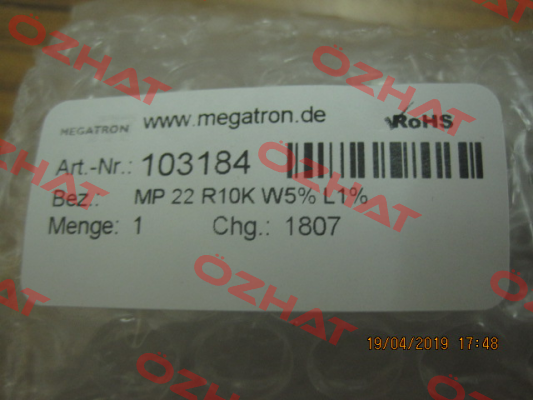 MEGATRON www.megatron.de RoHS
Art.-Nr.: 103184
Bez.: MP 22 R10K W5% L1%
Menge: 1 Chg.: 1807
19/04/2019 17:48
OZHAT
OZHAT
OZHAT
OZHAT
OZHAT